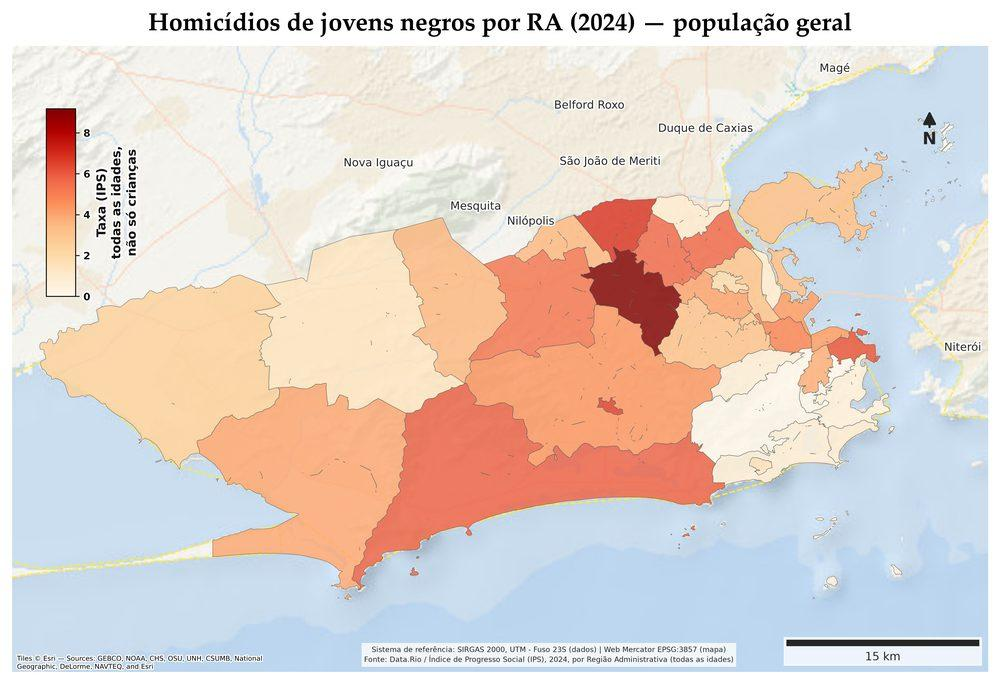 Homicídios de jovens negros por RA (2024) — população geral
Magé
Belford Roxo
Duque de Caxias
N
Nova Iguaçu
São João de Meriti
Mesquita
Nilópolis
Niterói
8
6
4
2
0
Taxa (IPS)
todas as idades,
não só crianças
15 km
Tiles © Esri — Sources: GEBCO, NOAA, CHS, OSU, UNH, CSUMB, National
Geographic, DeLorme, NAVTEQ, and Esri
Sistema de referência: SIRGAS 2000, UTM - Fuso 23S (dados) | Web Mercator EPSG:3857 (mapa)
Fonte: Data.Rio / Índice de Progresso Social (IPS), 2024, por Região Administrativa (todas as idades)